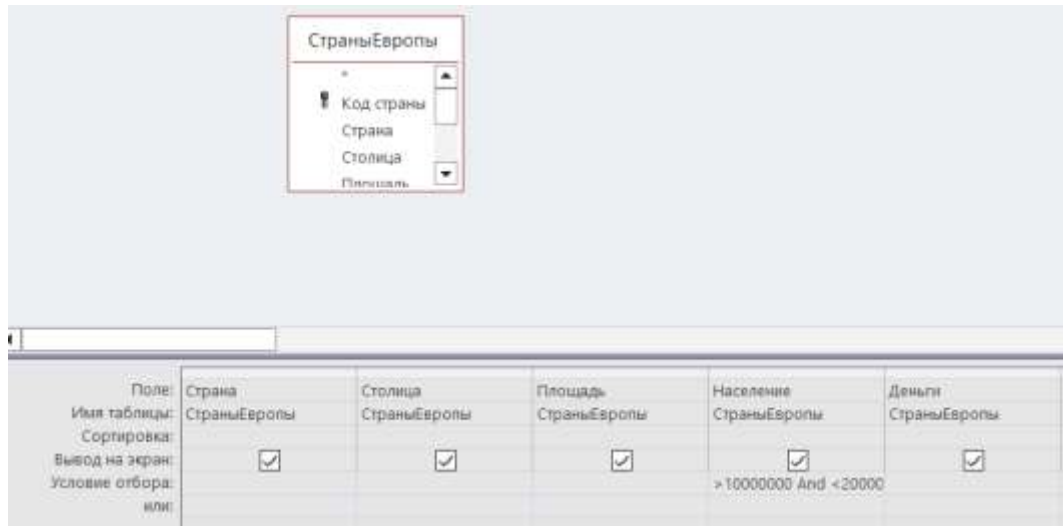 СтраныЕвропы
*
Код страны
Страна
Столица
Площадь
Поле: Страна Столица Площадь Население Деньги
Имя таблицы: СтраныЕвропы СтраныЕвропы СтраныЕвропы СтраныЕвропы СтраныЕвропы
Сортировка:
Вывод на экран:
Условие отбора: >10000000 And <20000
или: